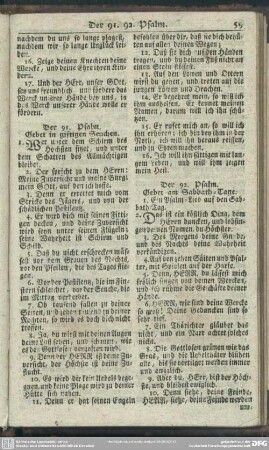 Der 91. 92. Psalm. 59
nachdem du uns so lange plagest,
nachdem wir so lange Unglück lei-
den.
16. Zeige deinen Knechten deine
Wercke, und deine Ehre ihren Kin-
dern.
17. Und der HErr, unser GOtt,
sey uns freundlich, und fördere das
Werck unsrer Hände bey uns, ja
das Werck unsrer Hände wolle er
fördern.
Der 91. Psalm.
Gebet in grimmen Seuchen.
1. Wer unter dem Schirm des
Höchsten sitzt, und unter
dem Schatten des Allmächtigen
bleibet.
2. Der spricht zu dem HErrn:
Meine Zuversicht und meine Burg,
mein GOtt, auf den ich hoffe.
3. Denn er errettet mich vom
Stricke des Jägers, und von der
schädlichen Pestilenz.
4. Er wird dich mit seinen Fitti-
gen decken, und deine Zuversicht
wird seyn unter seinen Flügeln:
seine Wahrheit ist Schirm und
Schild.
5. Daß du nicht erschrecken müs-
sest vor dem Grauen des Nachts,
vor den Pfeilen, die des Tages flie-
gen.
6. Vor der Pestilenz, die im Fin-
stern schleichet, vor der Seuche, die
im Mittag verderbet.
7. Ob tausend fallen zu deiner
Seiten, und zehen tausend zu deiner
Rechten, so wird es doch dich nicht
treffen.
8. Ja, du wirst mit deinen Augen
deine Lust sehen, und schauen, wie
es den Gottlosen vergolten wird.
9. Denn der HERR ist deine Zu-
versicht, der Höchste ist deine Zu-
flucht.
10. Es wird dir kein Uebels begeg-
nen, und keine Plage wird zu deiner
Hütte sich nahen.
11. Denn er hat seinen Engeln
befohlen über dir, daß sie dich behü-
ten auf allen deinen Wegen;
12. Daß sie dich auf den Händen
tragen, und du deinen Fuß nicht an
einen Stein stössest.
13. Auf den Löwen und Ottern
wirst du gehen, und treten auf die
jungen Löwen und Drachen.
14. Er begehret mein, so will ich
ihm aushelfen; er kennet meinen
Namen, darum will ich ihn schü-
tzen.
15. Er rufet mich an, so will ich
ihn erhören: ich bin bey ihm in der
Noth, ich will ihn heraus reissen
und zu Ehren machen.
16. Ich will ihn sättigen mit lan-
gem Leben, und will ihm zeigen
mein Heil.
Der 92. Psalm.
Gebet am Sabbath-Tage.
1. Ein Psalm-Lied auf den Sab-
bath-Tag.
2. Das ist ein köstlich Ding, dem
HErrn dancken, und lobsin-
gen deinem Namen, du Höchster.
3. Des Morgens deine Gna-
de, und des Nachts deine Wahrheit
verkündigen.
4. Auf den zehen Säiten und Psal-
ter, mit Spielen auf der Harfe.
5. Denn, HERR, du lässest mich
frölich singen von deinen Wercken,
und ich rühme die Geschäfte deiner
Hände.
6. HERR, wie sind deine Wercke
so groß! Deine Gedancken sind so
sehr tief.
7. Ein Thörichter gläubet das
nicht, und ein Narr achtet solches
nicht.
8. Die Gottlosen grünen wie das
Gras, und die Uebelthäter blühen
alle, bis sie vertilget werden immer
und ewiglich.
9. Aber du, HErr, bist der Höch-
ste, und bleibest ewiglich.
10. Denn siehe, deine Feinde,
HERR, siehe, deine Feinde werden